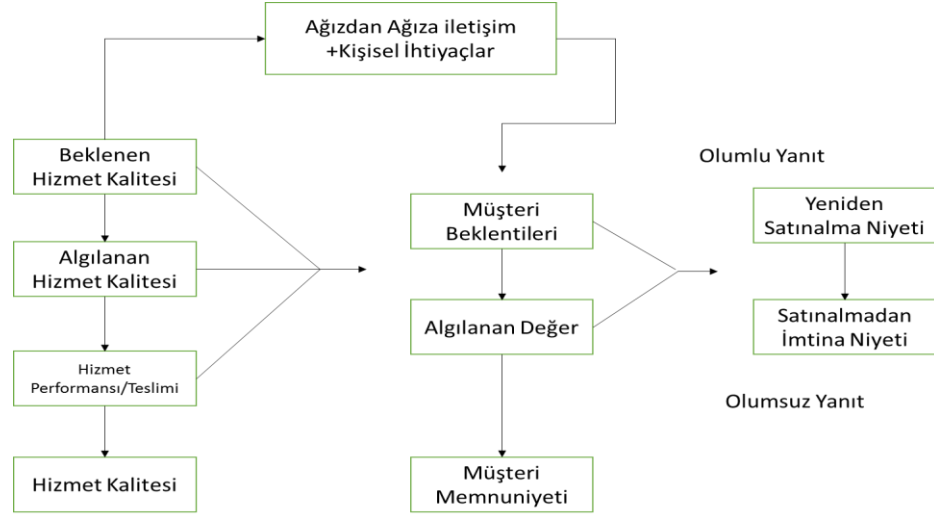 Ağızdan Ağıza iletişim
+Kişisel İhtiyaçlar
Beklenen
Hizmet Kalitesi
Algılanan
Hizmet Kalitesi
Hizmet
Performansı/Teslimi
Hizmet Kalitesi
Müşteri
Beklentileri
Algılanan Değer
Müşteri
Memnuniyeti
Olumlu Yanıt
Yeniden
Satınalma Niyeti
Satınalmadan
İmtina Niyeti
Olumsuz Yanıt